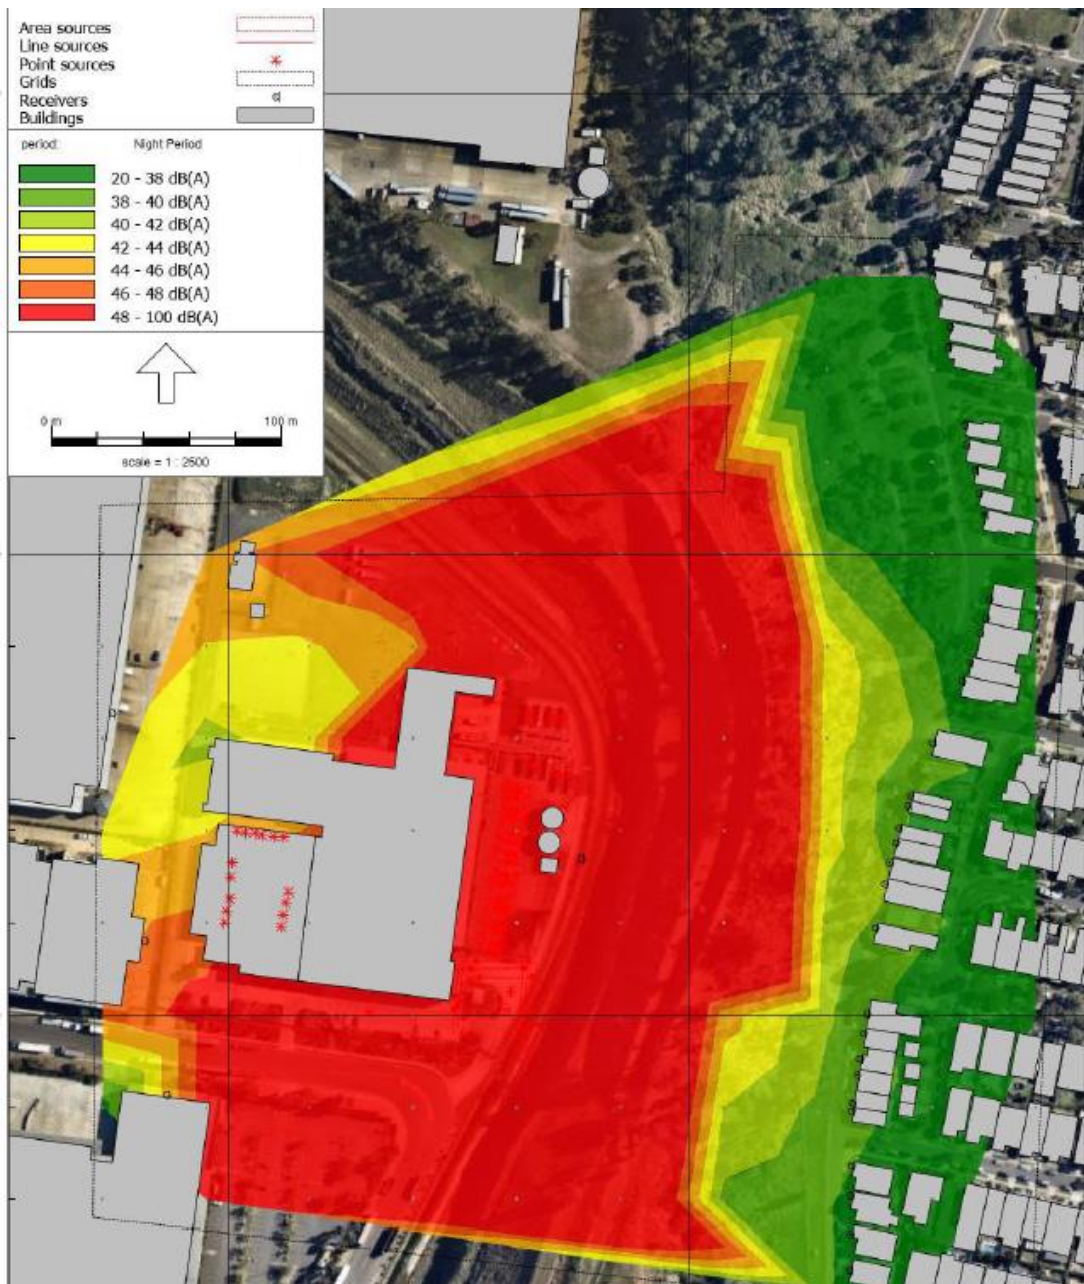 Area sources
Line sources
Point sources
Grids
Receivers
Buildings
period: Night Period
20 - 38 dB(A)
38 - 40 dB(A)
40 - 42 dB(A)
42 - 44 dB(A)
44 - 46 dB(A)
46 - 48 dB(A)
48 - 100 dB(A)
0 m 100 m
scale = 1 : 2500